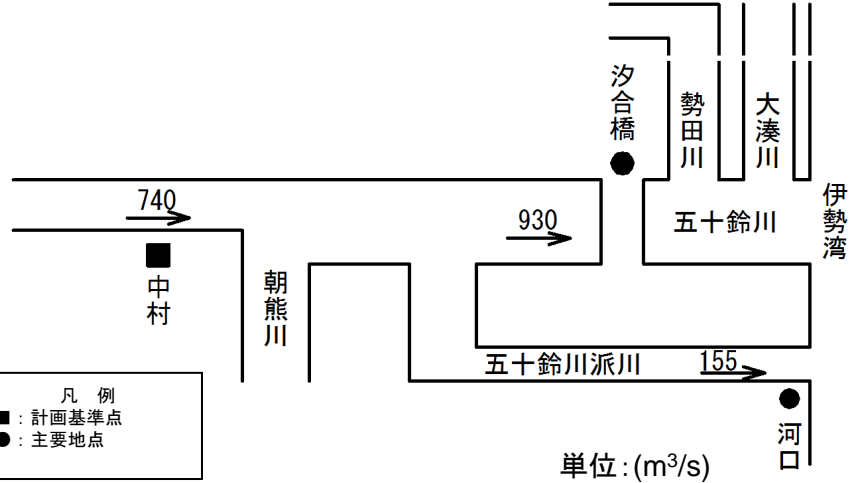 汐合橋
勢田川
大湊川
伊勢湾
740
930
五十鈴川
中村
朝熊川
五十鈴川派川
155
凡 例
■：計画基準点
●：主要地点
河口
単位：(m³/s)